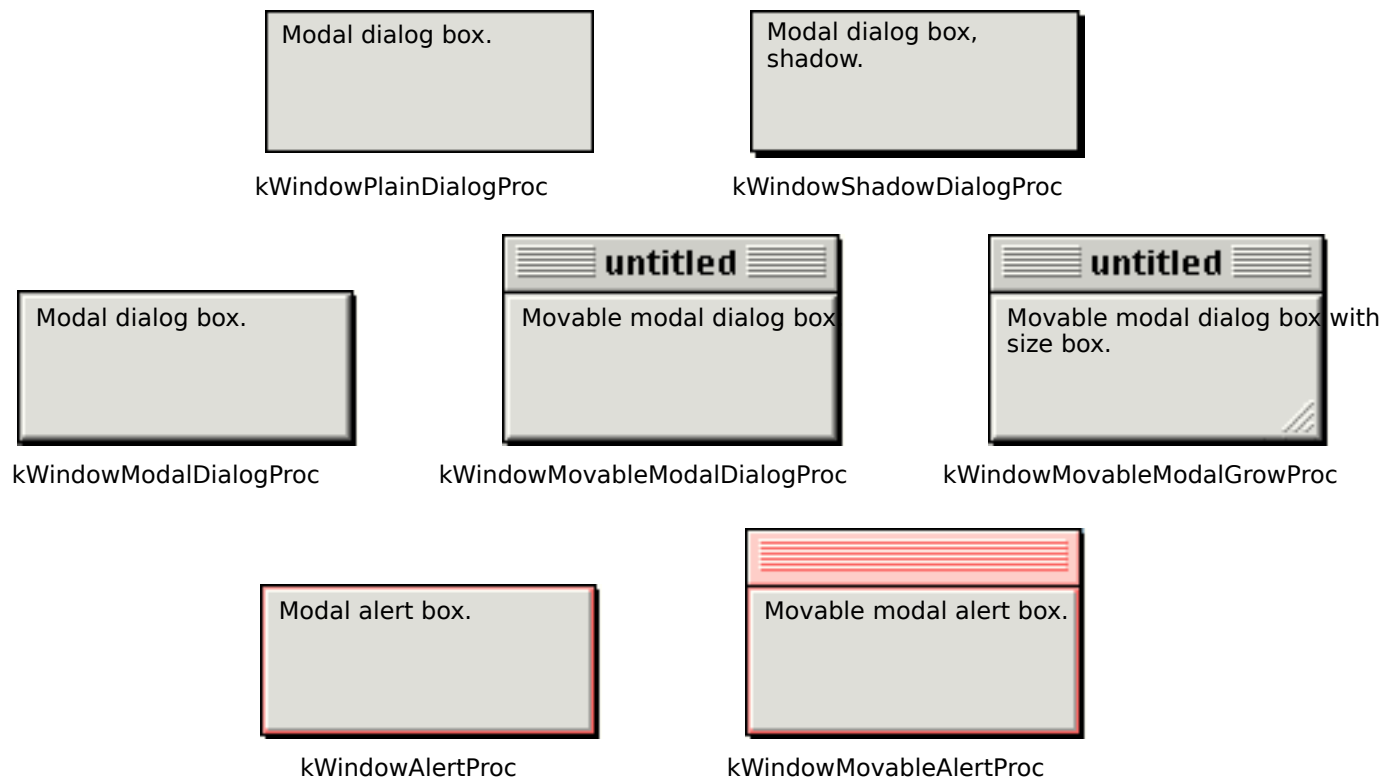 Modal dialog box.
Modal dialog box,
shadow.
kWindowPlainDialogProc
kWindowShadowDialogProc
untitled
untitled
Modal dialog box.
Movable modal dialog box
Movable modal dialog box with
size box.
kWindowModalDialogProc
kWindowMovableModalDialogProc
kWindowMovableModalGrowProc
Modal alert box.
Movable modal alert box.
kWindowAlertProc
kWindowMovableAlertProc